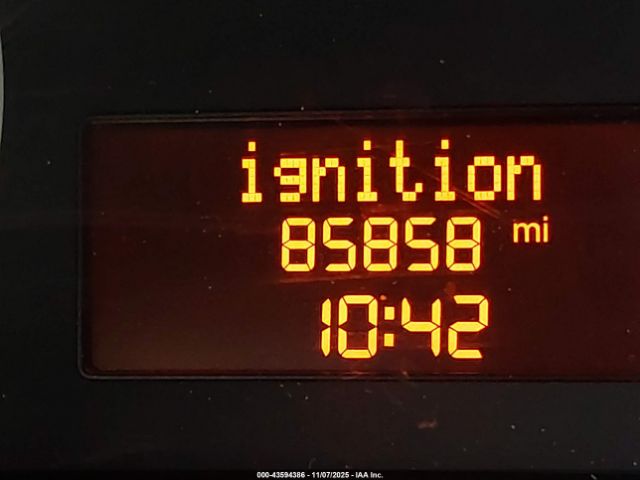 ignition
85858 mi
10:42
000-43594386 - 11/07/2025 - IAA Inc.